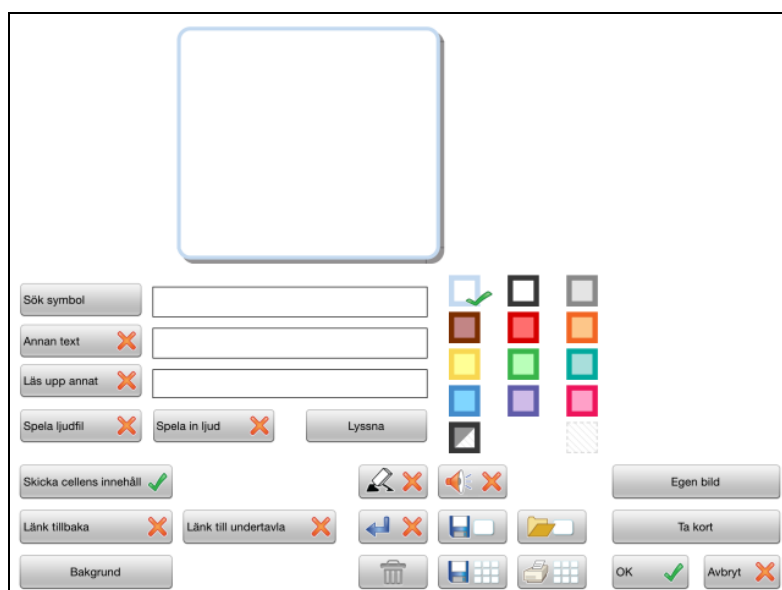 Sök symbol
Annan text
Läs upp annat
Spela ljudfil
Spela in ljud
Lyssna
Skicka cellens innehåll
Egen bild
Länk tillbaka
Länk till undertavla
Ta kort
Bakgrund
OK
Avbryt